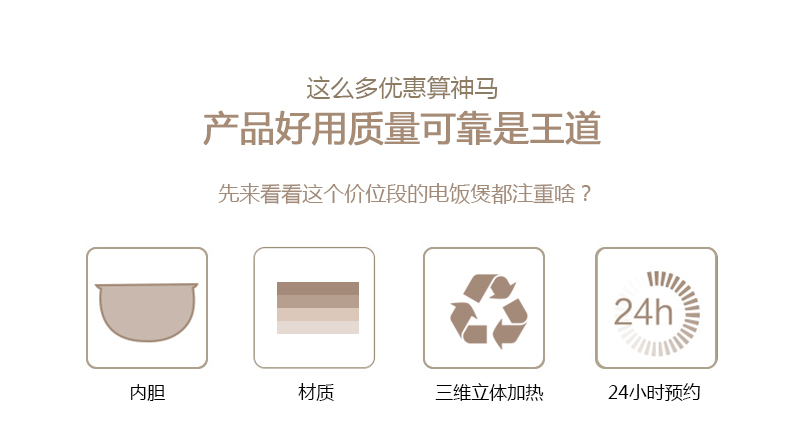 这么多优惠算神马
产品好用质量可靠是王道
先来看看这个价位段的电饭煲都注重啥？
24h
内胆 材质 三维立体加热 24小时预约